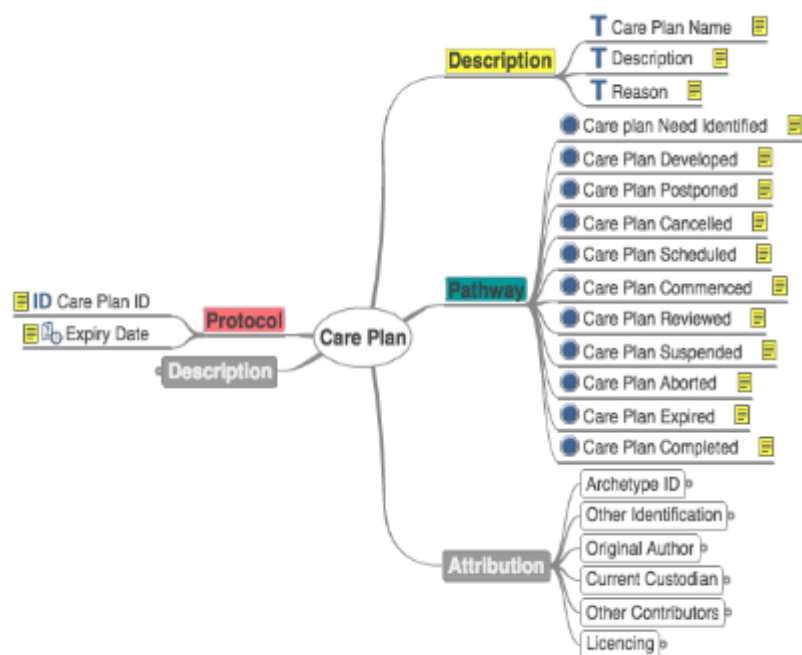 Care Plan
Description
T Care Plan Name
T Description
T Reason
Pathway
Care plan Need Identified
Care Plan Developed
Care Plan Postponed
Care Plan Cancelled
Care Plan Scheduled
Care Plan Commenced
Care Plan Reviewed
Care Plan Suspended
Care Plan Aborted
Care Plan Expired
Care Plan Completed
Attribution
Archetype ID
Other Identification
Original Author
Current Custodian
Other Contributors
Licencing
Protocol
ID Care Plan ID
Expiry Date
Description